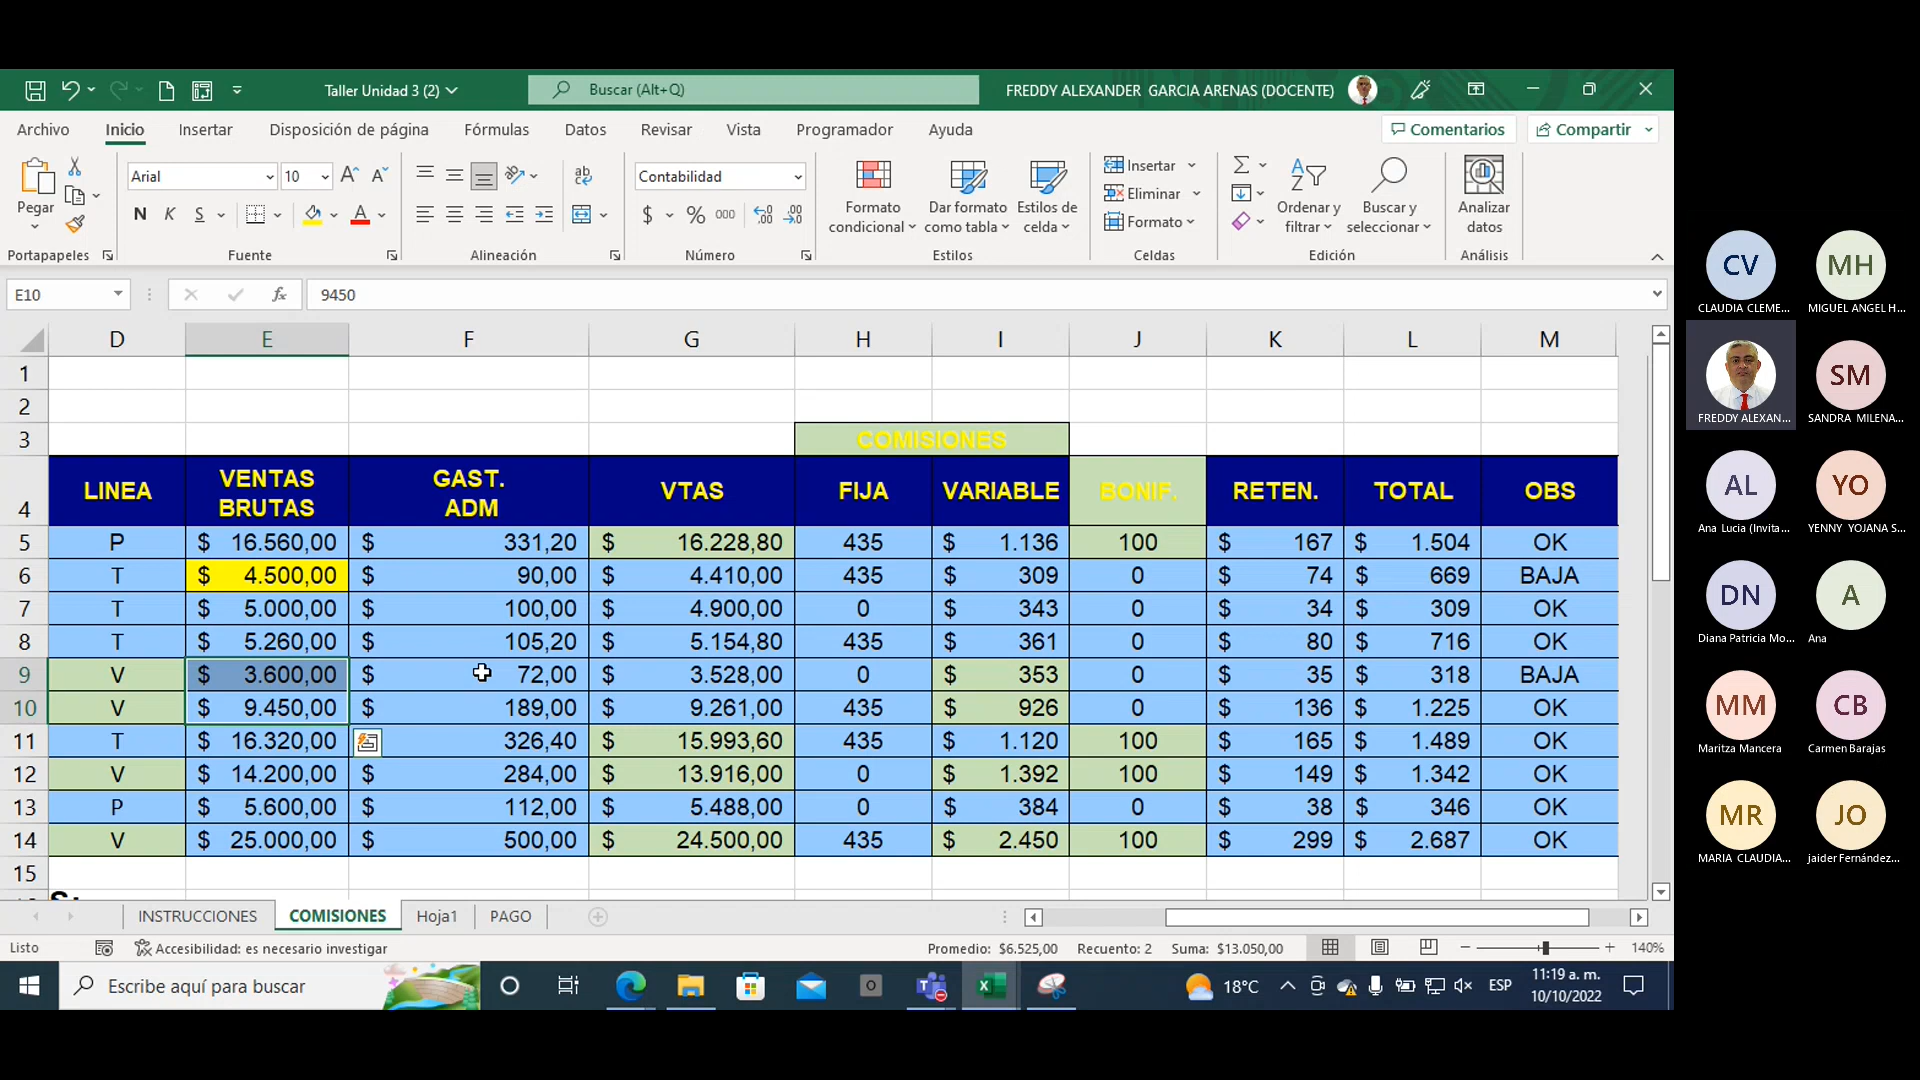 Taller Unidad 3 (2)
Buscar (Alt+Q)
FREDDY ALEXANDER GARCIA ARENAS (DOCENTE)
Archivo Inicio Insertar Disposición de página Fórmulas Datos Revisar Vista Programador Ayuda Comentarios Compartir
Pegar Arial 10 Contabilidad Formato condicional Dar formato como tabla Estilos de celda Insertar Eliminar Formato Ordenar y filtrar Buscar y seleccionar Analizar datos
N K S $ % 000
Portapapeles Fuente Alineación Número Estilos Celdas Edición Análisis
E10 fx 9450
D E F G H I J K L M
1
2
3 COMISIONES
4 LINEA VENTAS BRUTAS GAST. ADM VTAS FIJA VARIABLE BONIF. RETEN. TOTAL OBS
5 P $ 16.560,00 $ 331,20 $ 16.228,80 435 $ 1.136 100 $ 167 $ 1.504 OK
6 T $ 4.500,00 $ 90,00 $ 4.410,00 435 $ 309 0 $ 74 $ 669 BAJA
7 T $ 5.000,00 $ 100,00 $ 4.900,00 0 $ 343 0 $ 34 $ 309 OK
8 T $ 5.260,00 $ 105,20 $ 5.154,80 435 $ 361 0 $ 80 $ 716 OK
9 V $ 3.600,00 $ 72,00 $ 3.528,00 0 $ 353 0 $ 35 $ 318 BAJA
10 V $ 9.450,00 $ 189,00 $ 9.261,00 435 $ 926 0 $ 136 $ 1.225 OK
11 T $ 16.320,00 326,40 $ 15.993,60 435 $ 1.120 100 $ 165 $ 1.489 OK
12 V $ 14.200,00 $ 284,00 $ 13.916,00 0 $ 1.392 100 $ 149 $ 1.342 OK
13 P $ 5.600,00 $ 112,00 $ 5.488,00 0 $ 384 0 $ 38 $ 346 OK
14 V $ 25.000,00 $ 500,00 $ 24.500,00 435 $ 2.450 100 $ 299 $ 2.687 OK
15
INSTRUCCIONES COMISIONES Hoja1 PAGO
Listo Accesibilidad: es necesario investigar Promedio: $6.525,00 Recuento: 2 Suma: $13.050,00 140%
Escribe aquí para buscar 18°C ESP 11:19 a. m.
10/10/2022
CV MH
CLAUDIA CLEME... MIGUEL ANGEL H...
SM
FREDDY ALEXAN... SANDRA MILENA...
AL YO
Ana Lucia (Invita... YENNY YOJANA S...
DN A
Diana Patricia Mo... Ana
MM CB
Maritza Mancera Carmen Barajas
MR JO
MARIA CLAUDIA... jaider Fernández...